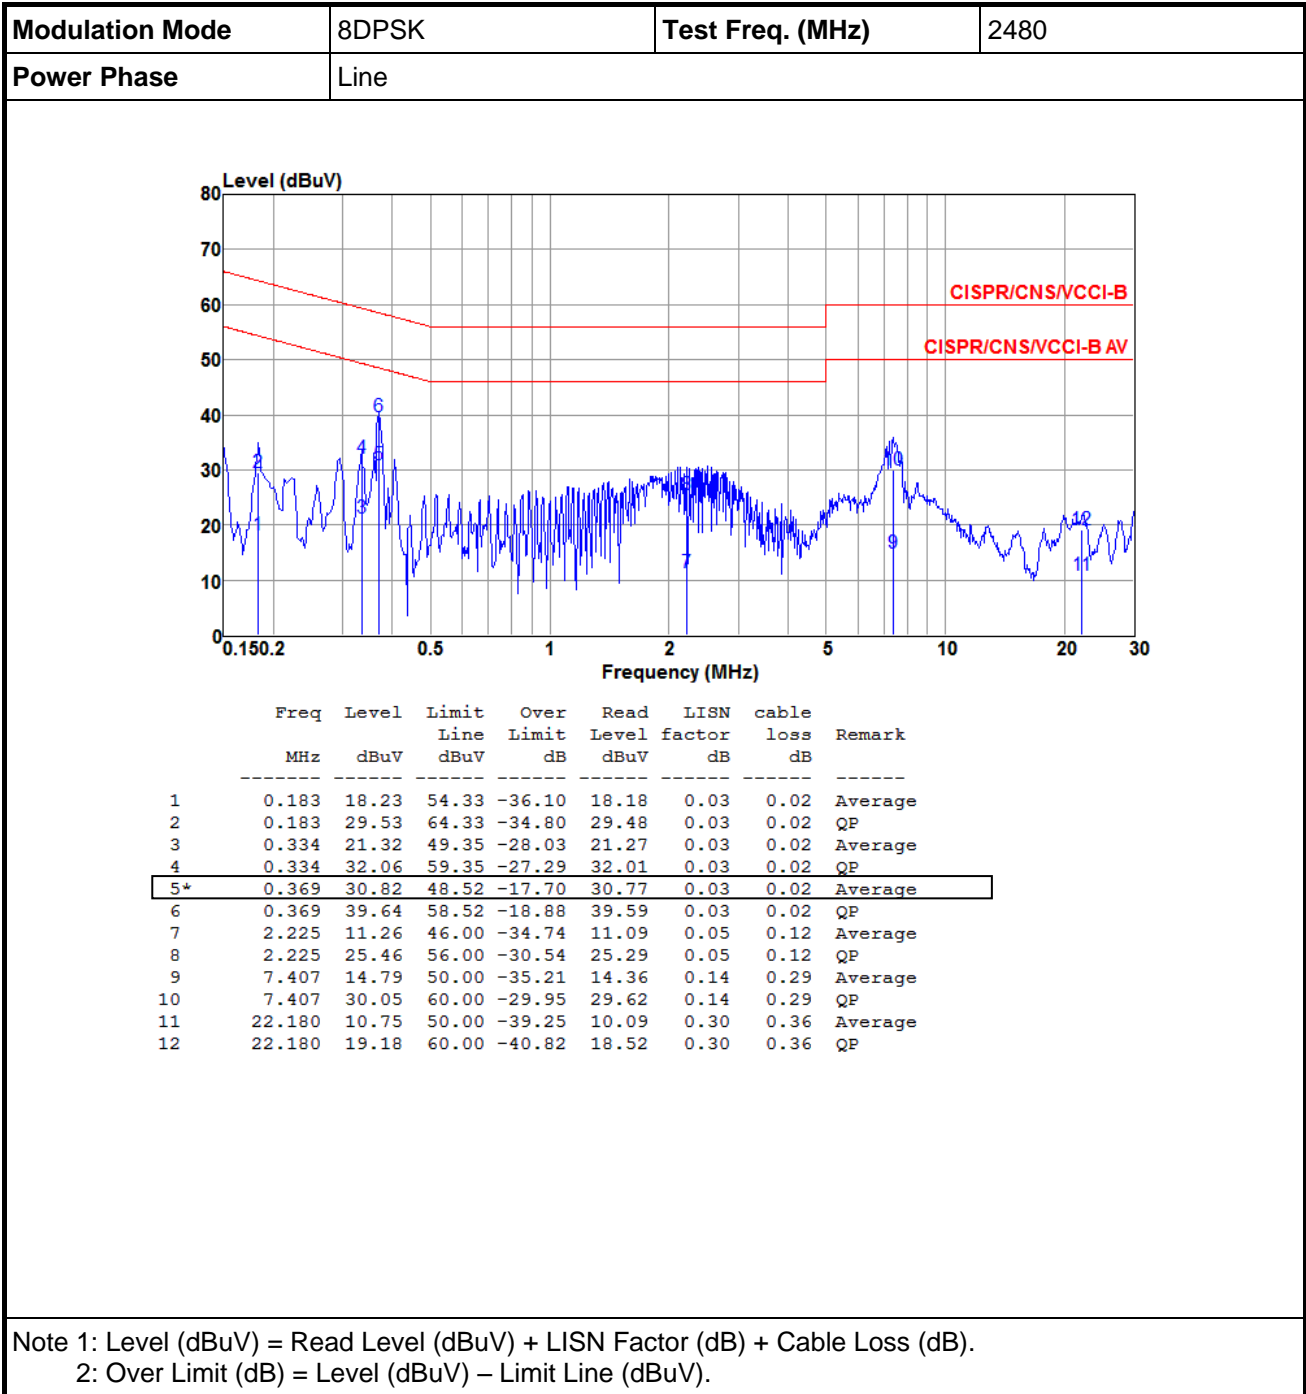 Modulation Mode 8DPSK Test Freq. (MHz) 2480
Power Phase Line
Level (dBuV)
80
70
60
50
40
30
20
10
0
CISPR/CNS/VCCI-B
CISPR/CNS/VCCI-B AV
1
2
3
4
5
6
7
8
9
10
11
12
0.15 0.2 0.5 1 2 5 10 20 30
Frequency (MHz)
Freq Level Limit Over Read LISN cable
Line Limit Level factor loss Remark
MHz dBuV dBuV dB dBuV dB dB
------- ------ ------ ------ ------ ------ ------ ------
1 0.183 18.23 54.33 -36.10 18.18 0.03 0.02 Average
2 0.183 29.53 64.33 -34.80 29.48 0.03 0.02 QP
3 0.334 21.32 49.35 -28.03 21.27 0.03 0.02 Average
4 0.334 32.06 59.35 -27.29 32.01 0.03 0.02 QP
5* 0.369 30.82 48.52 -17.70 30.77 0.03 0.02 Average
6 0.369 39.64 58.52 -18.88 39.59 0.03 0.02 QP
7 2.225 11.26 46.00 -34.74 11.09 0.05 0.12 Average
8 2.225 25.46 56.00 -30.54 25.29 0.05 0.12 QP
9 7.407 14.79 50.00 -35.21 14.36 0.14 0.29 Average
10 7.407 30.05 60.00 -29.95 29.62 0.14 0.29 QP
11 22.180 10.75 50.00 -39.25 10.09 0.30 0.36 Average
12 22.180 19.18 60.00 -40.82 18.52 0.30 0.36 QP
Note 1: Level (dBuV) = Read Level (dBuV) + LISN Factor (dB) + Cable Loss (dB).
2: Over Limit (dB) = Level (dBuV) – Limit Line (dBuV).